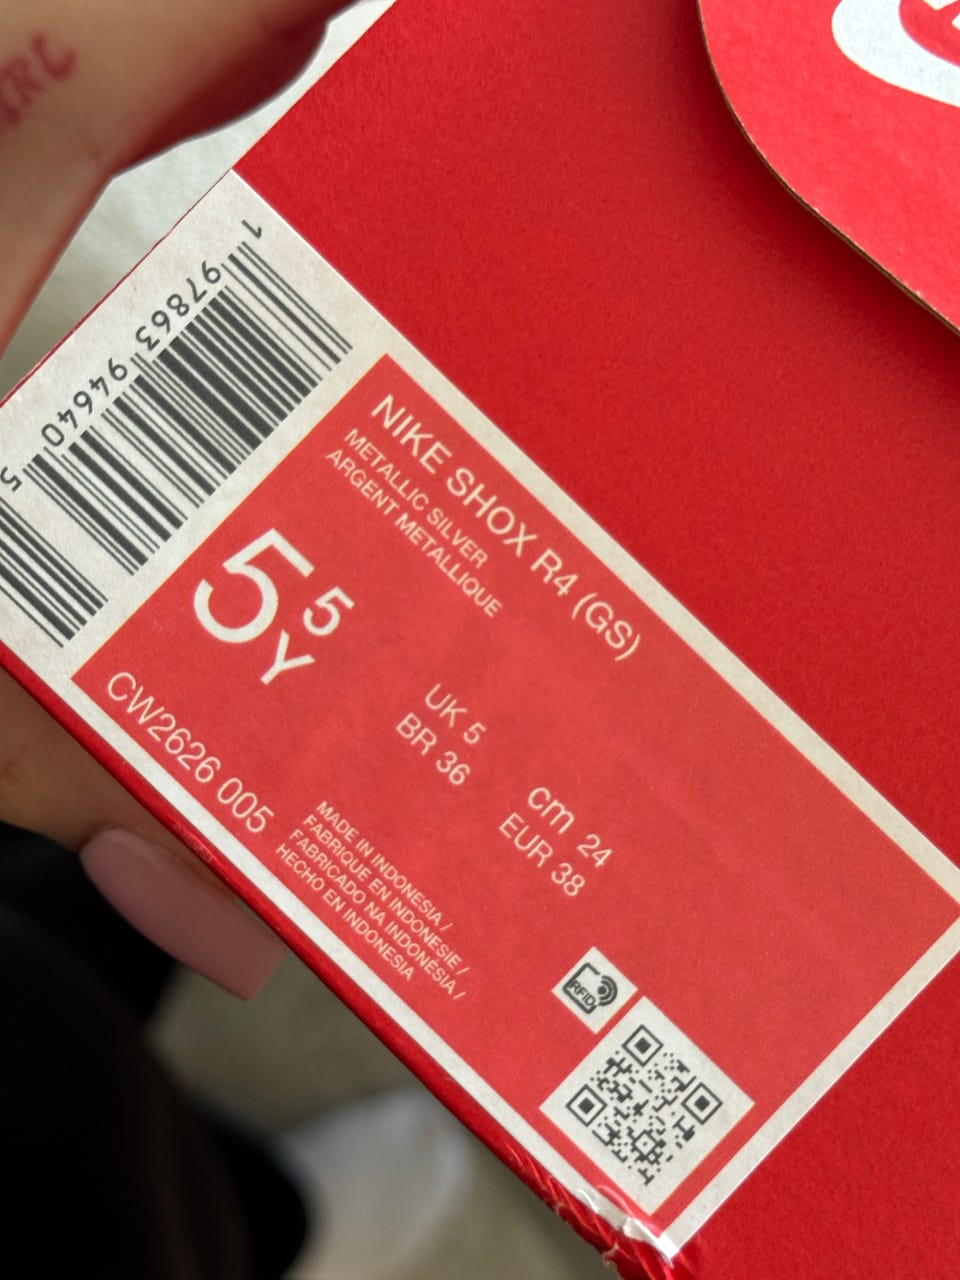 NIKE SHOX R4 (GS)
METALLIC SILVER
ARGENT METALLIQUE
5.5Y
UK 5
BR 36
cm 24
EUR 38
CW2626 005
MADE IN INDONESIA /
FABRIQUE EN INDONESIE /
FABRICADO NA INDONÉSIA /
HECHO EN INDONESIA
RFID
1 97863 94640 5